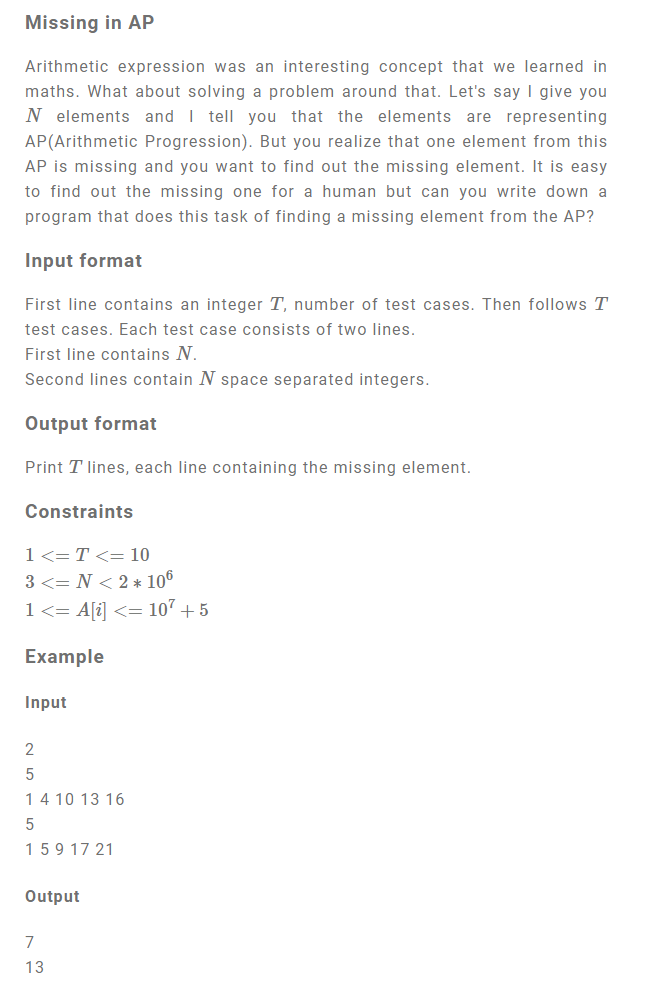 Missing in AP
Arithmetic expression was an interesting concept that we learned in
maths. What about solving a problem around that. Let's say I give you
N elements and I tell you that the elements are representing
AP(Arithmetic Progression). But you realize that one element from this
AP is missing and you want to find out the missing element. It is easy
to find out the missing one for a human but can you write down a
program that does this task of finding a missing element from the AP?
Input format
First line contains an integer T, number of test cases. Then follows T
test cases. Each test case consists of two lines.
First line contains N.
Second lines contain N space separated integers.
Output format
Print T lines, each line containing the missing element.
Constraints
1 <= T <= 10
3 <= N < 2 * 10^6
1 <= A[i] <= 10^7 + 5
Example
Input
2
5
1 4 10 13 16
5
1 5 9 17 21
Output
7
13